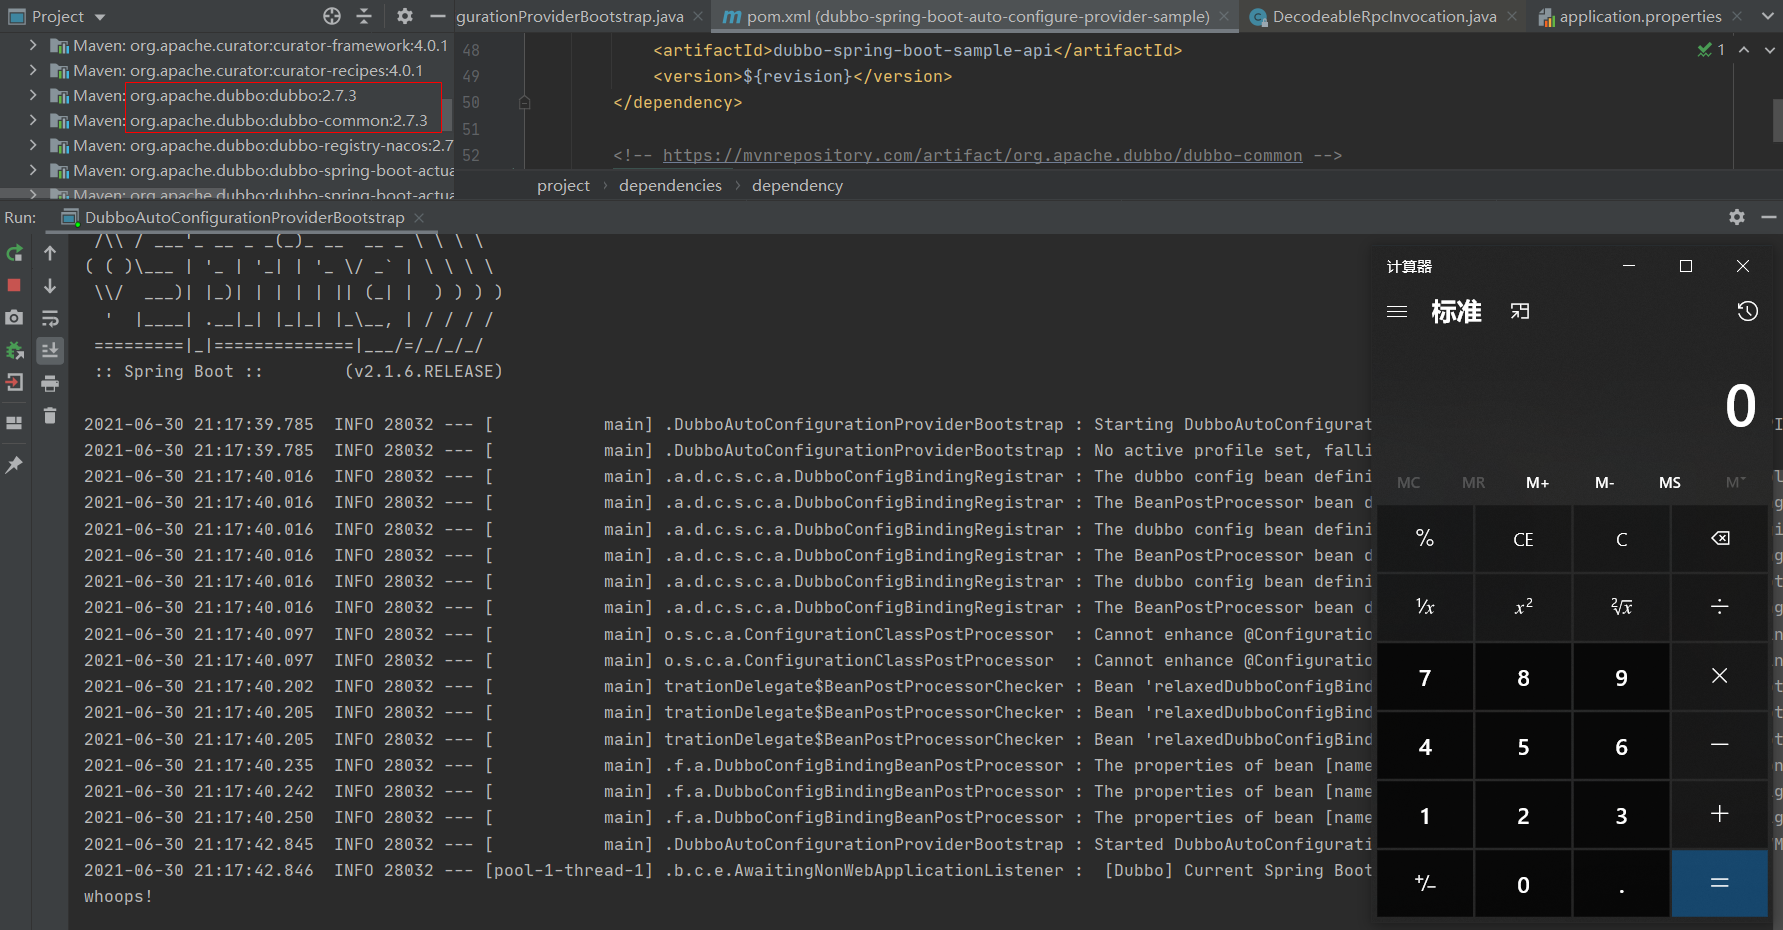 Project
gurationProviderBootstrap.java
pom.xml (dubbo-spring-boot-auto-configure-provider-sample)
DecodeableRpcInvocation.java
application.properties
Maven: org.apache.curator:curator-framework:4.0.1
Maven: org.apache.curator:curator-recipes:4.0.1
Maven: org.apache.dubbo:dubbo:2.7.3
Maven: org.apache.dubbo:dubbo-common:2.7.3
Maven: org.apache.dubbo:dubbo-registry-nacos:2.7
Maven: org.apache.dubbo:dubbo-spring-boot-actua
Maven: org.apache.dubbo:dubbo-spring-boot-actua
48 <artifactId>dubbo-spring-boot-sample-api</artifactId>
49 <version>${revision}</version>
50 </dependency>
51
52 <!-- https://mvnrepository.com/artifact/org.apache.dubbo/dubbo-common -->
1
project › dependencies › dependency
Run: DubboAutoConfigurationProviderBootstrap
 /\\ / ___'_ __ _ _(_)_ __  __ _ \ \ \ \
( ( )\___ | '_ | '_| | '_ \/ _` | \ \ \ \
 \\/  ___)| |_)| | | | | || (_| |  ) ) ) )
  '  |____| .__|_| |_|_| |_\__, | / / / /
 =========|_|==============|___/=/_/_/_/
 :: Spring Boot ::        (v2.1.6.RELEASE)
2021-06-30 21:17:39.785  INFO 28032 --- [           main] .DubboAutoConfigurationProviderBootstrap : Starting DubboAutoConfigurat
2021-06-30 21:17:39.785  INFO 28032 --- [           main] .DubboAutoConfigurationProviderBootstrap : No active profile set, falli
2021-06-30 21:17:40.016  INFO 28032 --- [           main] .a.d.c.s.c.a.DubboConfigBindingRegistrar : The dubbo config bean defini
2021-06-30 21:17:40.016  INFO 28032 --- [           main] .a.d.c.s.c.a.DubboConfigBindingRegistrar : The BeanPostProcessor bean d
2021-06-30 21:17:40.016  INFO 28032 --- [           main] .a.d.c.s.c.a.DubboConfigBindingRegistrar : The dubbo config bean defini
2021-06-30 21:17:40.016  INFO 28032 --- [           main] .a.d.c.s.c.a.DubboConfigBindingRegistrar : The BeanPostProcessor bean d
2021-06-30 21:17:40.016  INFO 28032 --- [           main] .a.d.c.s.c.a.DubboConfigBindingRegistrar : The dubbo config bean defini
2021-06-30 21:17:40.016  INFO 28032 --- [           main] .a.d.c.s.c.a.DubboConfigBindingRegistrar : The BeanPostProcessor bean d
2021-06-30 21:17:40.097  INFO 28032 --- [           main] o.s.c.a.ConfigurationClassPostProcessor  : Cannot enhance @Configuratio
2021-06-30 21:17:40.097  INFO 28032 --- [           main] o.s.c.a.ConfigurationClassPostProcessor  : Cannot enhance @Configuratio
2021-06-30 21:17:40.202  INFO 28032 --- [           main] trationDelegate$BeanPostProcessorChecker : Bean 'relaxedDubboConfigBind
2021-06-30 21:17:40.205  INFO 28032 --- [           main] trationDelegate$BeanPostProcessorChecker : Bean 'relaxedDubboConfigBind
2021-06-30 21:17:40.205  INFO 28032 --- [           main] trationDelegate$BeanPostProcessorChecker : Bean 'relaxedDubboConfigBind
2021-06-30 21:17:40.235  INFO 28032 --- [           main] .f.a.DubboConfigBindingBeanPostProcessor : The properties of bean [name
2021-06-30 21:17:40.242  INFO 28032 --- [           main] .f.a.DubboConfigBindingBeanPostProcessor : The properties of bean [name
2021-06-30 21:17:40.250  INFO 28032 --- [           main] .f.a.DubboConfigBindingBeanPostProcessor : The properties of bean [name
2021-06-30 21:17:42.845  INFO 28032 --- [           main] .DubboAutoConfigurationProviderBootstrap : Started DubboAutoConfigurati
2021-06-30 21:17:42.846  INFO 28032 --- [pool-1-thread-1] .b.c.e.AwaitingNonWebApplicationListener :  [Dubbo] Current Spring Boot
whoops!
计算器
标准
0
MC MR M+ M- MS M˅
% CE C
¹/x x² ²√x ÷
7 8 9 ×
4 5 6 −
1 2 3 +
+/− 0 . =